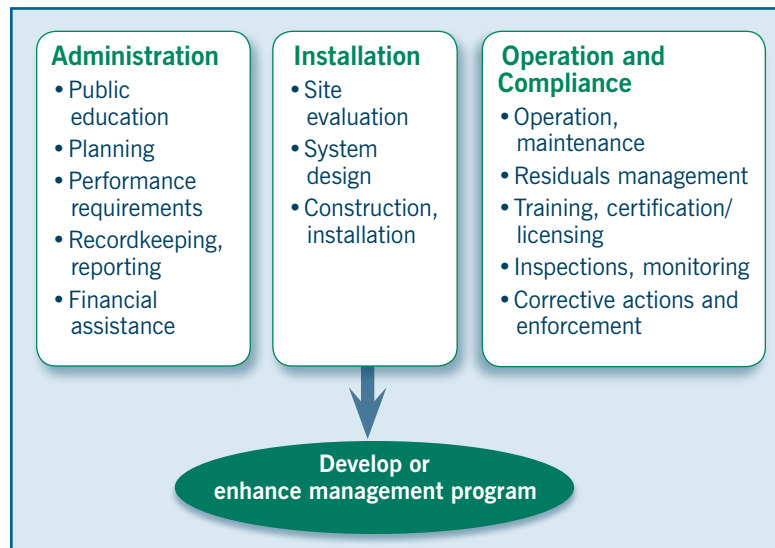 Administration
• Public
education
• Planning
• Performance
requirements
• Recordkeeping,
reporting
• Financial
assistance
Installation
• Site
evaluation
• System
design
• Construction,
installation
Operation and
Compliance
• Operation,
maintenance
• Residuals management
• Training, certification/
licensing
• Inspections, monitoring
• Corrective actions and
enforcement
Develop or
enhance management program